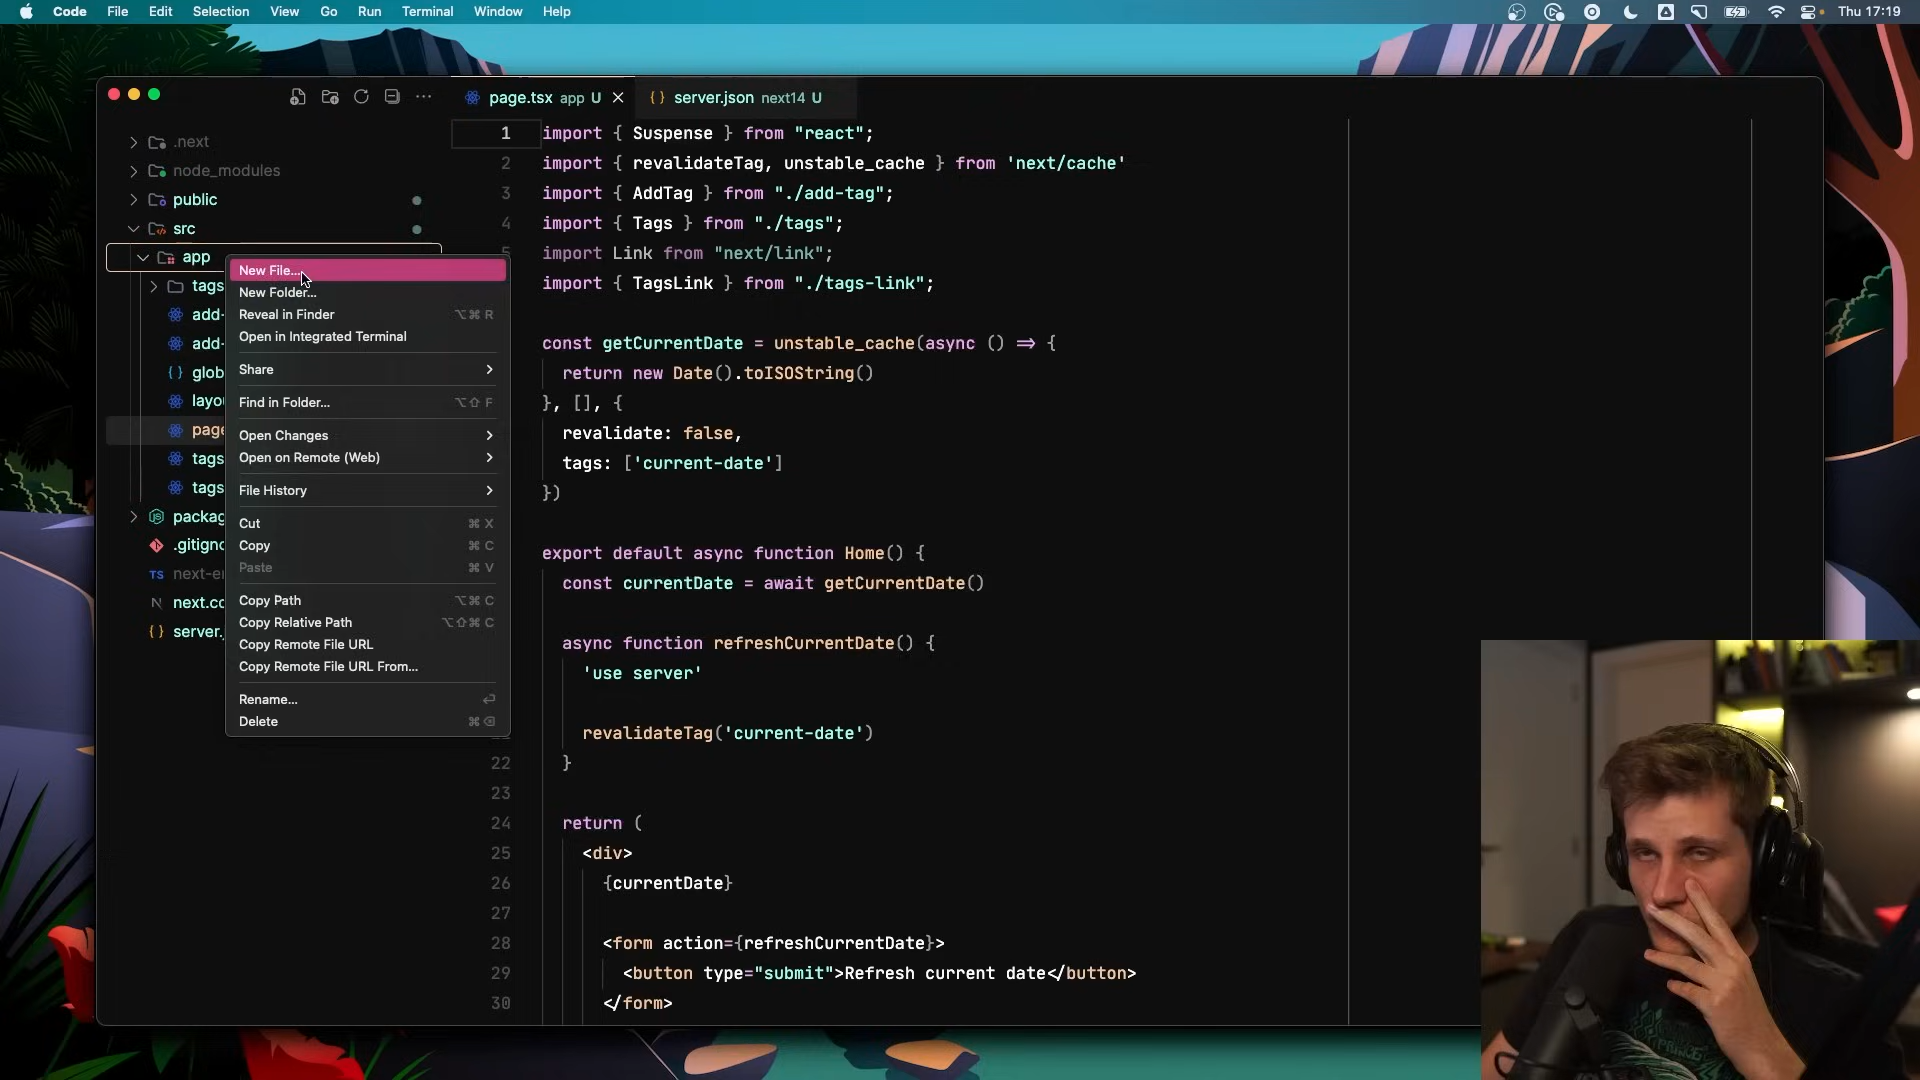 Code File Edit Selection View Go Run Terminal Window Help
Thu 17:19
page.tsx app U
server.json next14 U
.next
node_modules
public
src
app
tags
add-
add-
glob
layou
page
tags
tags
packag
.gitigno
next-en
next.co
server.
New File...
New Folder...
Reveal in Finder ⌥⌘ R
Open in Integrated Terminal
Share
Find in Folder... ⌥⇧ F
Open Changes
Open on Remote (Web)
File History
Cut ⌘ X
Copy ⌘ C
Paste ⌘ V
Copy Path ⌥⌘ C
Copy Relative Path ⌥⇧⌘ C
Copy Remote File URL
Copy Remote File URL From...
Rename...
Delete
1 import { Suspense } from "react";
2 import { revalidateTag, unstable_cache } from 'next/cache'
3 import { AddTag } from "./add-tag";
4 import { Tags } from "./tags";
5 import Link from "next/link";
import { TagsLink } from "./tags-link";
const getCurrentDate = unstable_cache(async () => {
return new Date().toISOString()
}, [], {
revalidate: false,
tags: ['current-date']
})
export default async function Home() {
const currentDate = await getCurrentDate()
async function refreshCurrentDate() {
'use server'
revalidateTag('current-date')
22 }
23
24 return (
25 <div>
26 {currentDate}
27
28 <form action={refreshCurrentDate}>
29 <button type="submit">Refresh current date</button>
30 </form>